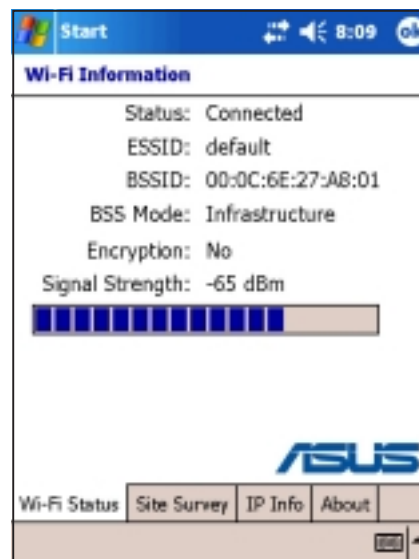 Start 8:09 ok
Wi-Fi Information
Status: Connected
ESSID: default
BSSID: 00:0C:6E:27:A8:01
BSS Mode: Infrastructure
Encryption: No
Signal Strength: -65 dBm
ASUS
Wi-Fi Status Site Survey IP Info About